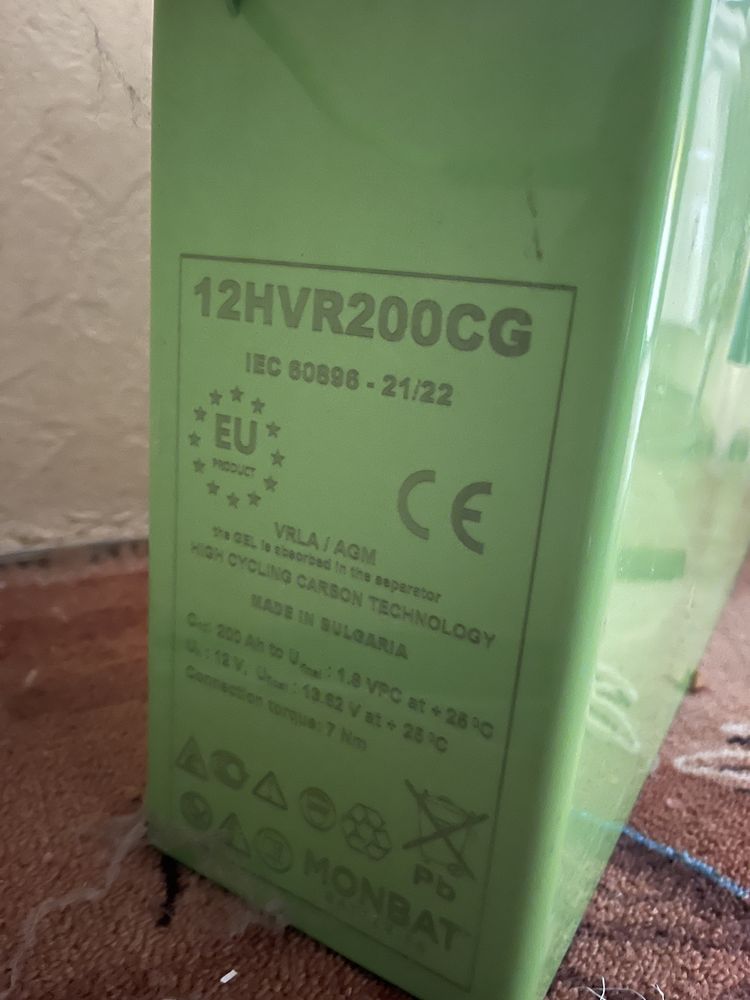 12HVR200CG
IEC 60896 - 21/22
EU
PRODUCT
CE
VRLA / AGM
the GEL is absorbed in the separator
HIGH CYCLING CARBON TECHNOLOGY
MADE IN BULGARIA
200 Ah to U : 1.8 VPC at + 25 ºC
: 12 V, U : 13.62 V at + 25 ºC
Connection torque: 7 Nm
Pb
MONBAT